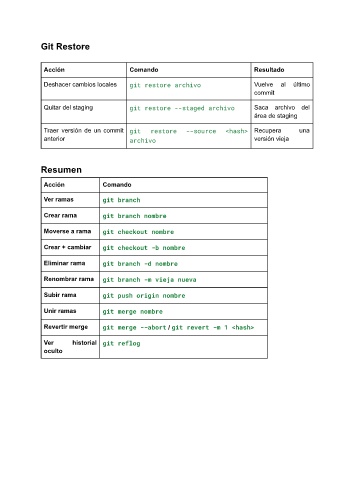 Git Restore
Acción Comando Resultado
Deshacer cambios locales git restore archivo Vuelve al último
commit
Quitar del staging git restore --staged archivo Saca archivo del
área de staging
Traer versión de un commit git restore --source <hash> Recupera una
anterior archivo versión vieja
Resumen
Acción Comando
Ver ramas git branch
Crear rama git branch nombre
Moverse a rama git checkout nombre
Crear + cambiar git checkout -b nombre
Eliminar rama git branch -d nombre
Renombrar rama git branch -m vieja nueva
Subir rama git push origin nombre
Unir ramas git merge nombre
Revertir merge git merge --abort / git revert -m 1 <hash>
Ver historial git reflog
oculto